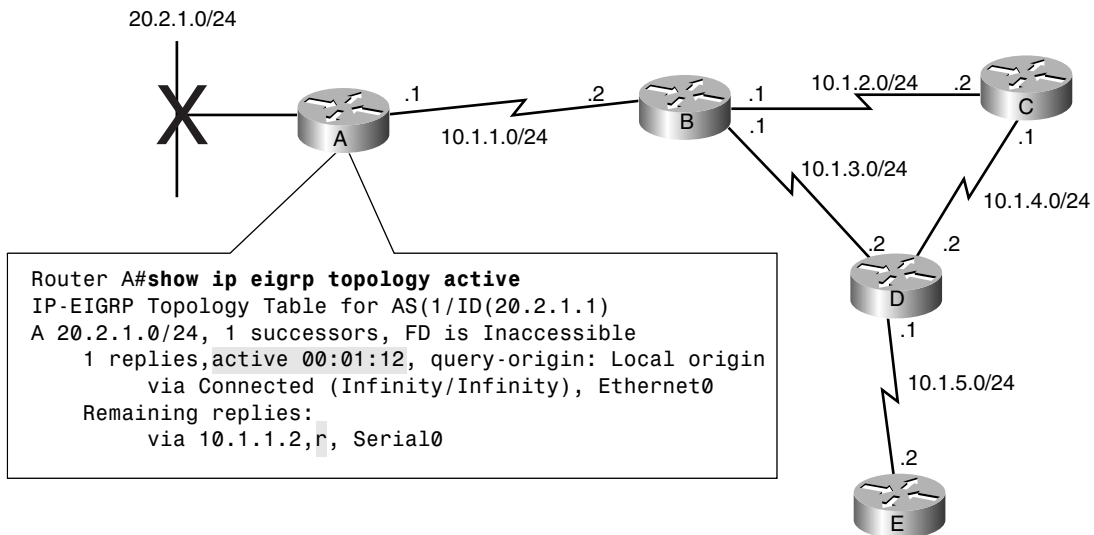 20.2.1.0/24
A
.1
10.1.1.0/24
.2
B
.1
.1
10.1.2.0/24
.2
C
.1
10.1.3.0/24
10.1.4.0/24
.2
.2
D
.1
10.1.5.0/24
.2
E
Router A#show ip eigrp topology active
IP-EIGRP Topology Table for AS(1/ID(20.2.1.1)
A 20.2.1.0/24, 1 successors, FD is Inaccessible
1 replies,active 00:01:12, query-origin: Local origin
via Connected (Infinity/Infinity), Ethernet0
Remaining replies:
via 10.1.1.2,r, Serial0